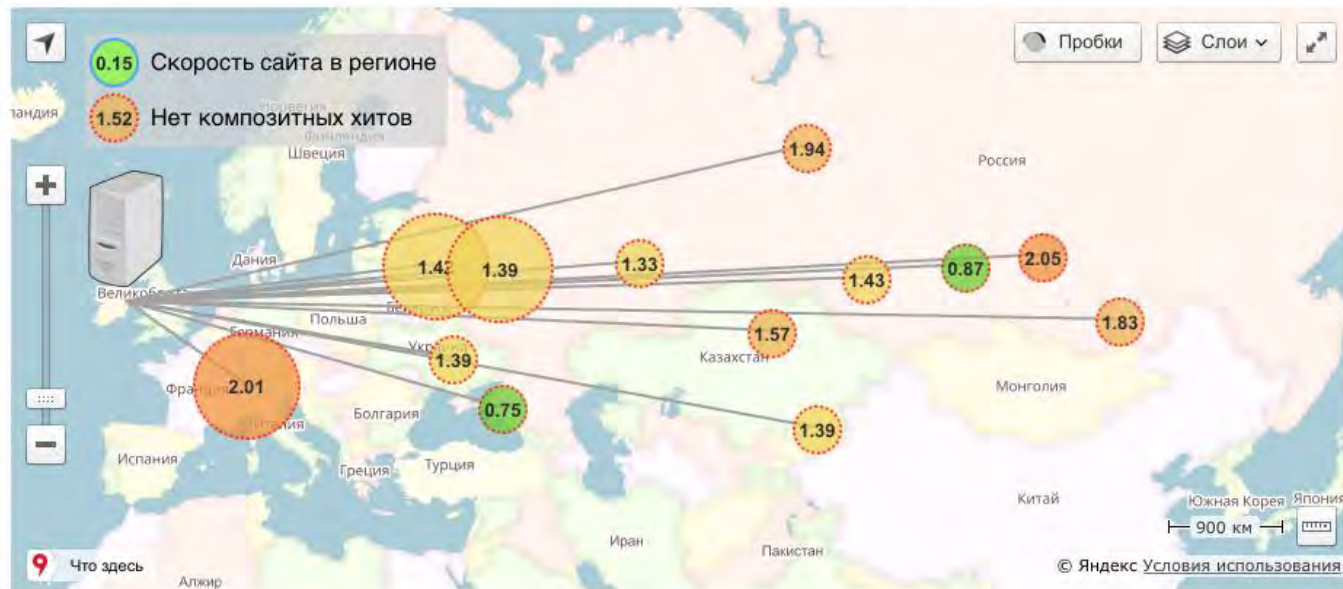 0.15 Скорость сайта в регионе
Пробки
Слои
1.52 Нет композитных хитов
Швеция
1.94
Россия
Дания
1.39
1.33
1.43
0.87
2.05
Польша
1.57
1.83
Казахстан
1.39
Монголия
2.01
0.75
Болгария
1.39
Испания
Греция
Турция
Китай
Южная Корея
Япония
900 км
Иран
Пакистан
Что здесь
Алжир
© Яндекс Условия использования